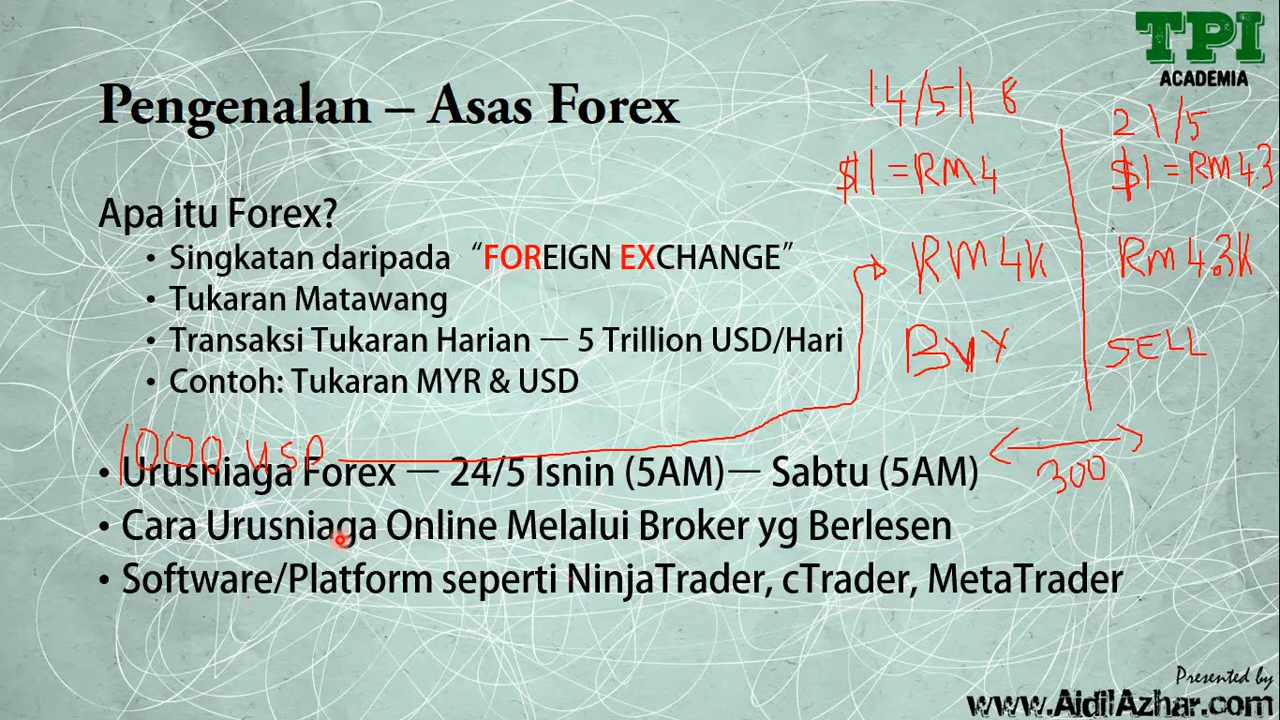 TPI
ACADEMIA
Pengenalan – Asas Forex
14/5/18
21/5
$1 = RM4
$1 = RM4.3
Apa itu Forex?
• Singkatan daripada “FOREIGN EXCHANGE”
RM4K
RM4.3K
• Tukaran Matawang
• Transaksi Tukaran Harian — 5 Trillion USD/Hari
BUY
SELL
• Contoh: Tukaran MYR & USD
1000 USD
• Urusniaga Forex — 24/5 Isnin (5AM)— Sabtu (5AM)
300
• Cara Urusniaga Online Melalui Broker yg Berlesen
• Software/Platform seperti NinjaTrader, cTrader, MetaTrader
Presented by
www.AidilAzhar.com